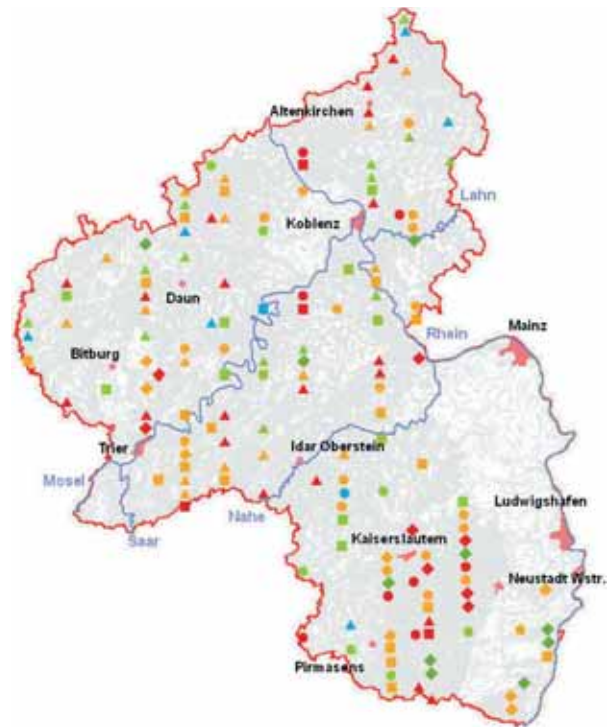 Altenkirchen
Lahn
Koblenz
Daun
Rhein
Mainz
Bitburg
Trier
Idar Oberstein
Mosel
Nahe
Ludwigshafen
Saar
Kaiserslautern
Neustadt Wstr.
Pirmasens